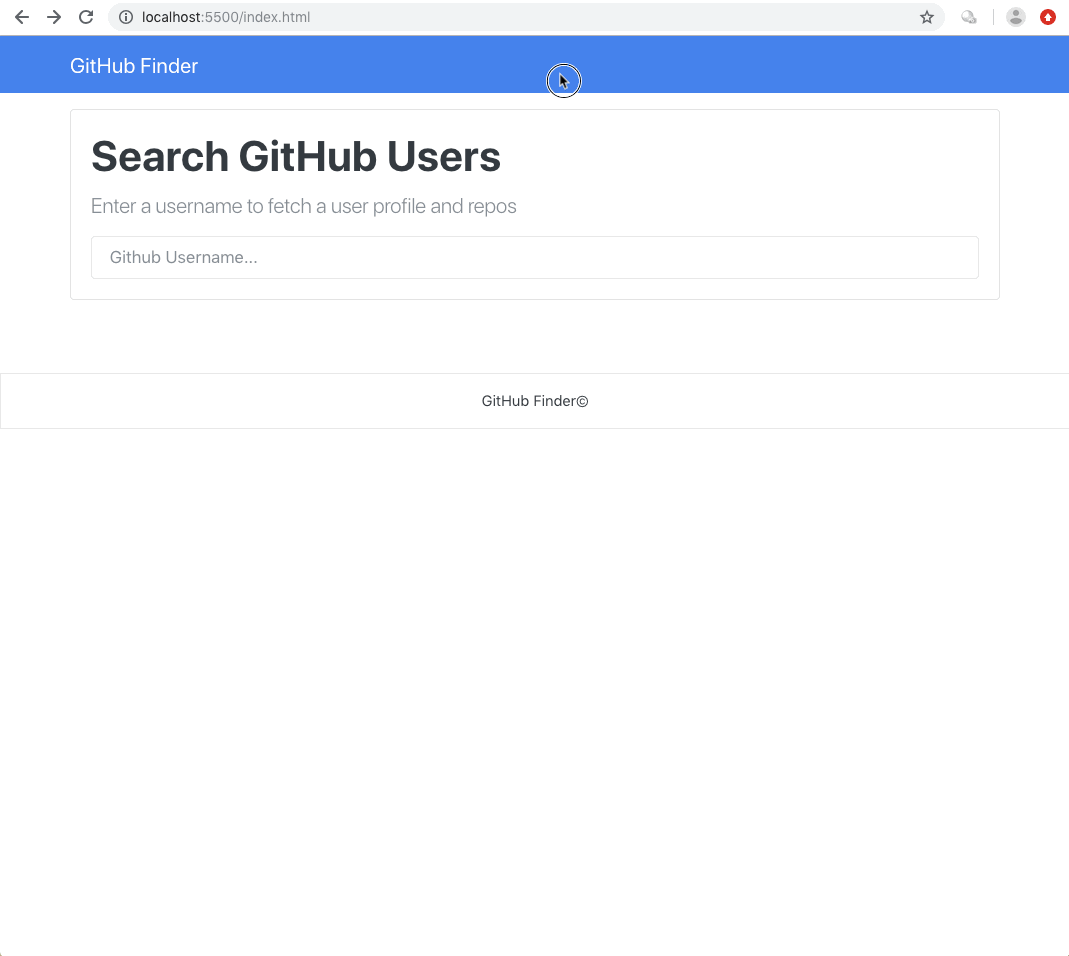 localhost:5500/index.html
GitHub Finder
Search GitHub Users
Enter a username to fetch a user profile and repos
Github Username...
GitHub Finder©